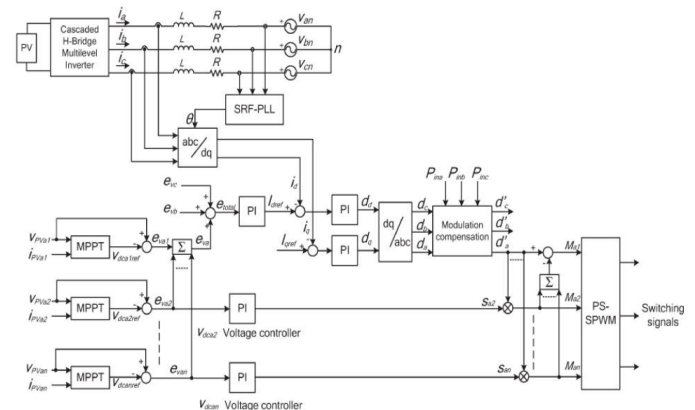 PV
Cascaded
H-Bridge
Multilevel
Inverter
i_a L R v_an
i_b L R v_bn n
i_c L R v_cn
SRF-PLL
θ
abc/dq
i_d
i_q
P_ina P_inb P_inc
e_vc
e_vb
e_total PI I_dref PI d_d dq/abc d_c Modulation compensation d'_c
d_b d'_b
I_qref PI d_q d_a d'_a
v_PVa1 MPPT e_va1 Σ e_va M_a1
i_PVa1 v_dca1ref
Σ
v_PVa2 MPPT e_va2 PI s_a2 M_a2
i_PVa2 v_dca2ref
v_dca2 Voltage controller
v_PVan MPPT e_van PI s_an M_an
i_PVan v_dcanref
v_dcan Voltage controller
PS-
SPWM
Switching
signals